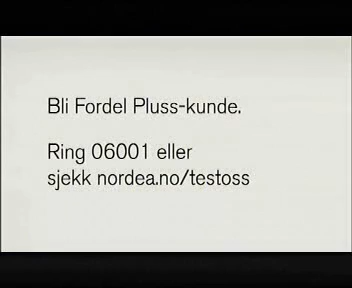 Bli Fordel Pluss-kunde.
Ring 06001 eller
sjekk nordea.no/testoss